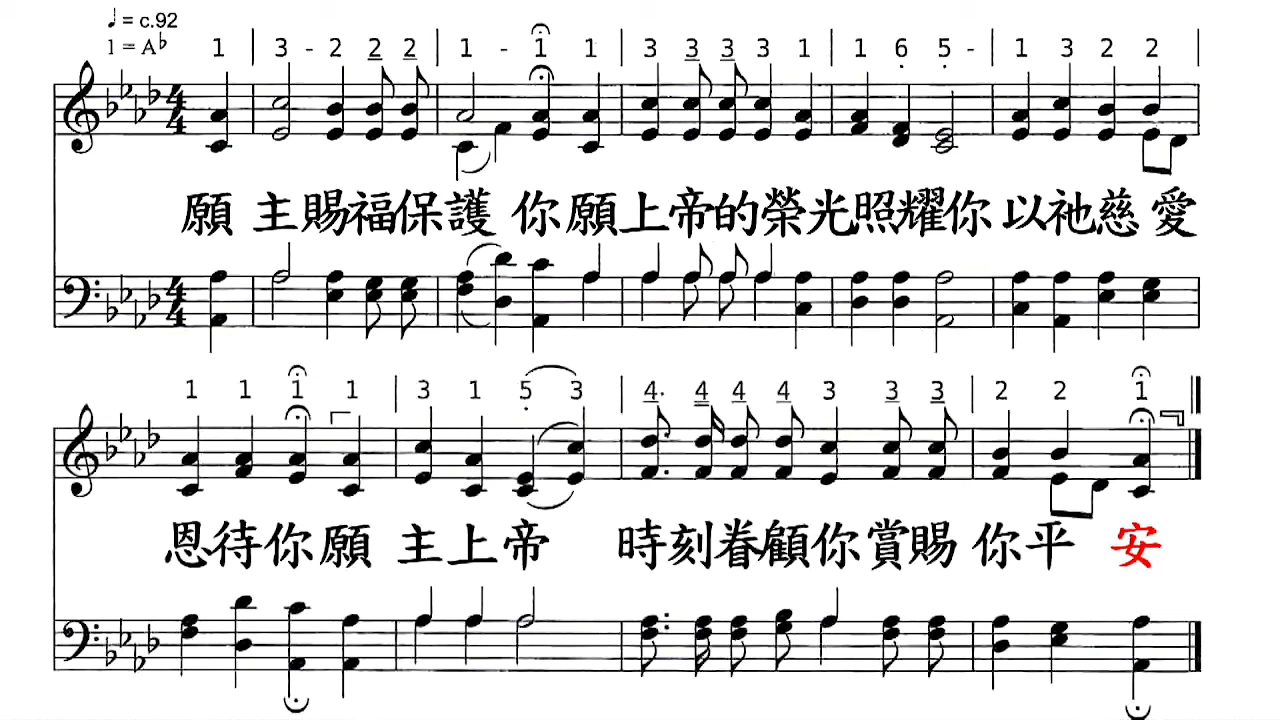 ♩ = c.92
1 = A♭ 1 | 3 - 2 2 2 | 1 - 1 1 | 3 3 3 3 1 | 1 6 5 - | 1 3 2 2 |
4 4
願主賜福保護你願上帝的榮光照耀你以祂慈愛
4 4
1 1 1 1 | 3 1 5 3 | 4. 4 4 4 3 3 3 | 2 2 1
恩待你願主上帝 時刻眷顧你賞賜你平安